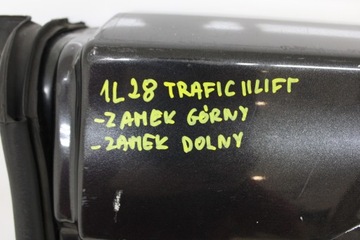 1L28 TRAFIC II LIFT
-ZAMEK GÓRNY
-ZAMEK DOLNY